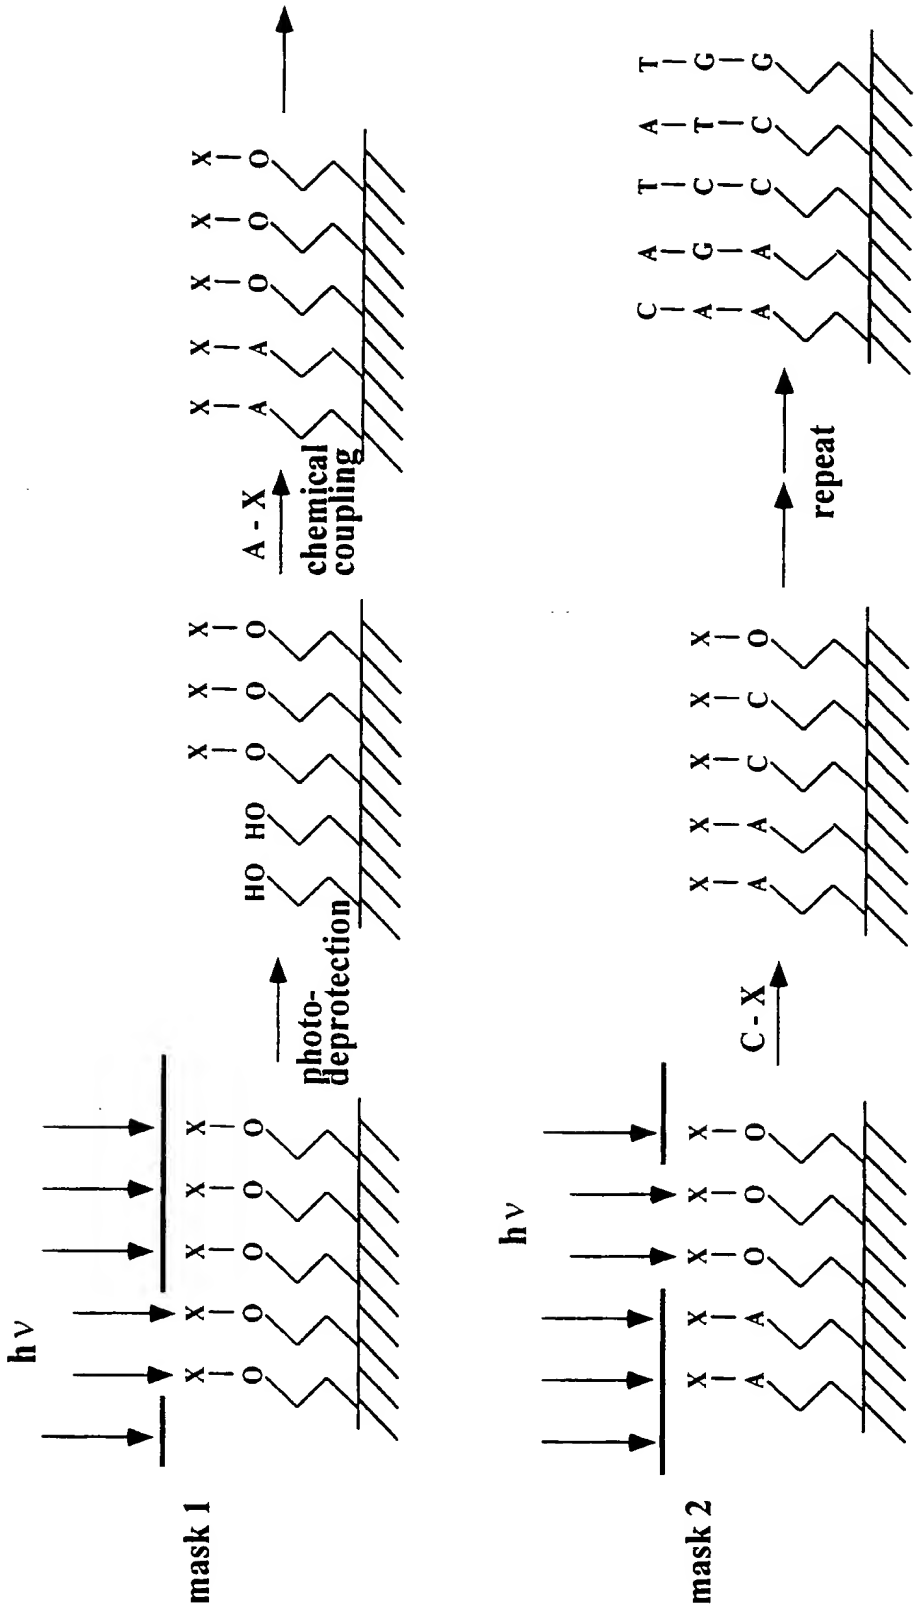 hν
mask 1
X X X X X
O O O O O
photo-
deprotection
X X X
HO HO O O O
A - X
chemical
coupling
X X X X X
A A O O O
hν
mask 2
X X X X X
A A O O O
C - X
X X X X X
A A C C O
repeat
C A T A T
A G C T G
A A C C G